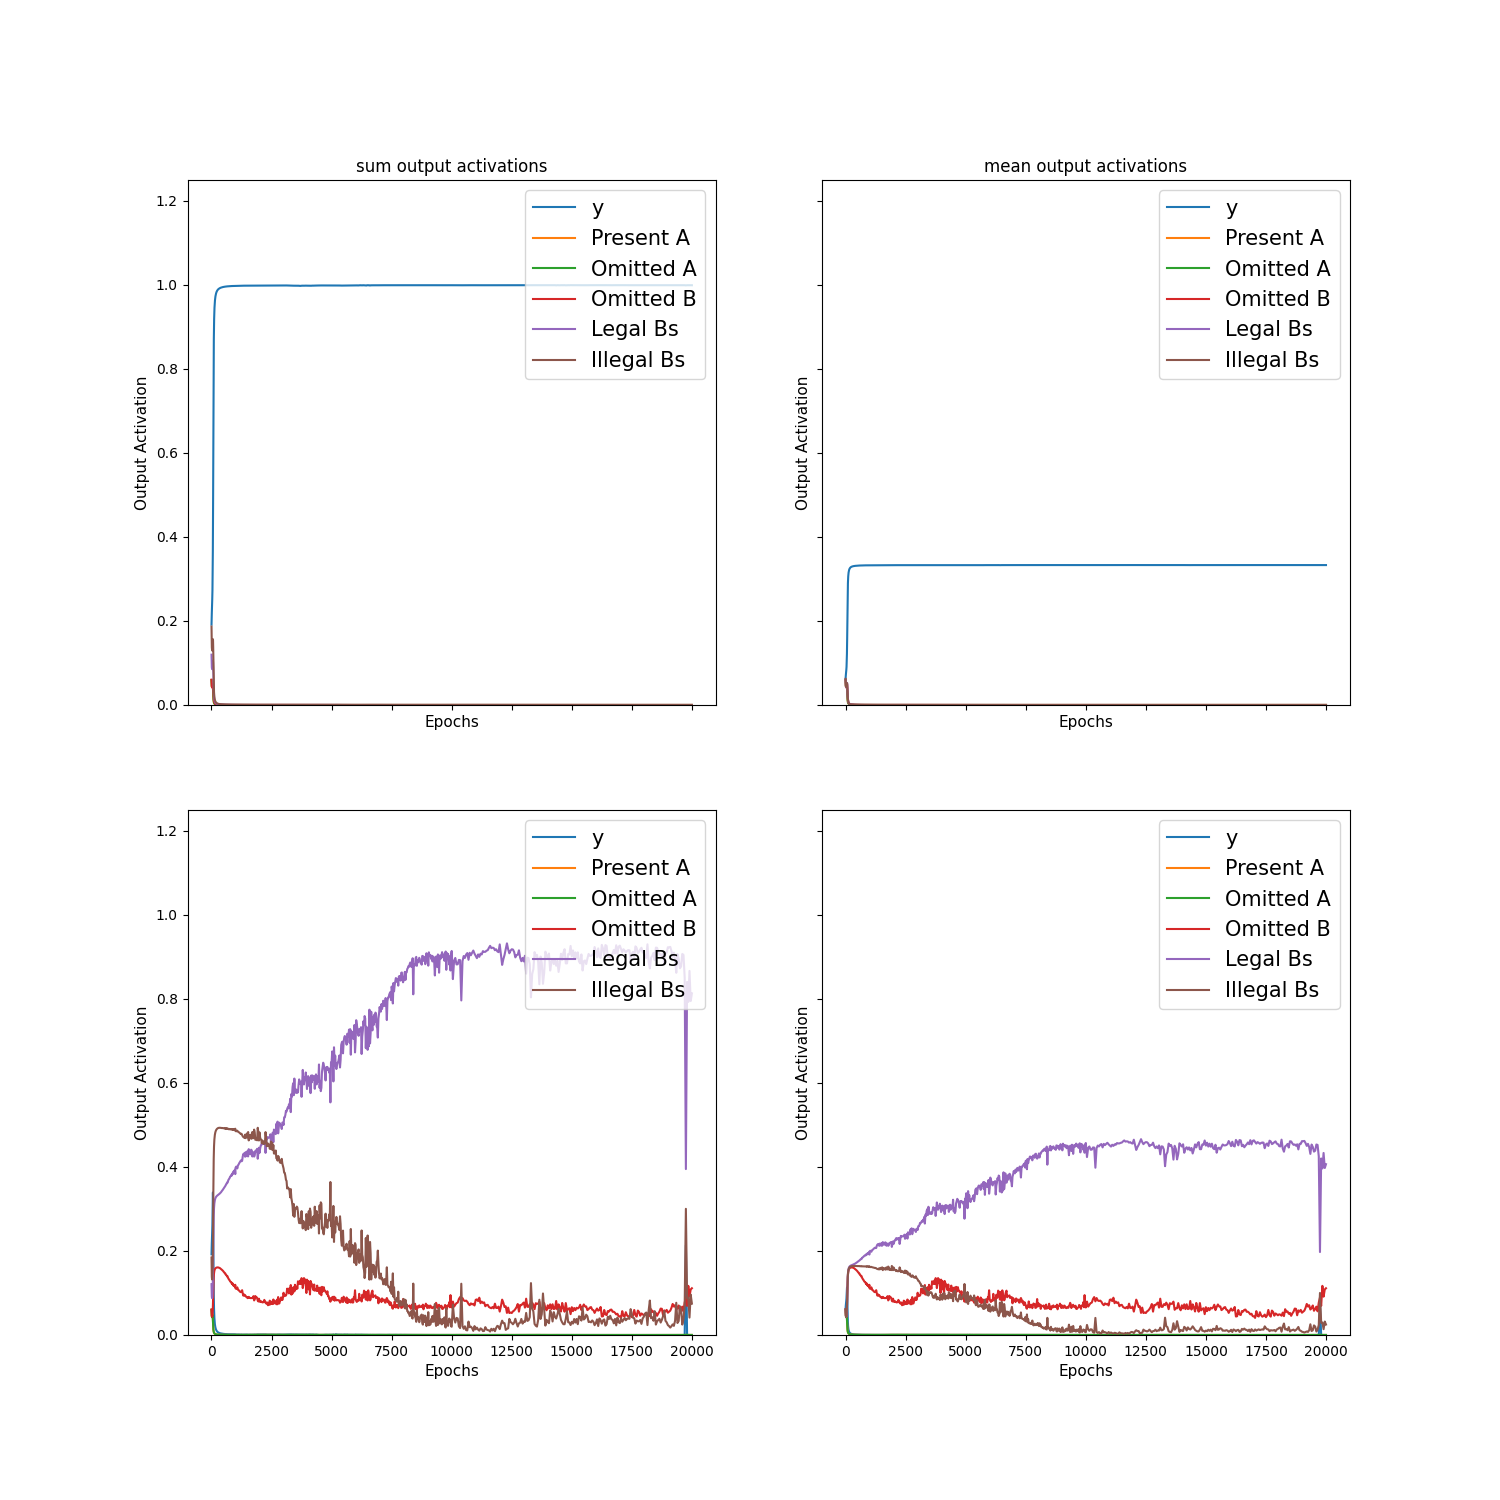 sum output activations
1.2
1.0
0.8
0.6
0.4
0.2
0.0
Output Activation
Epochs
y
Present A
Omitted A
Omitted B
Legal Bs
Illegal Bs
mean output activations
Output Activation
Epochs
y
Present A
Omitted A
Omitted B
Legal Bs
Illegal Bs
1.2
1.0
0.8
0.6
0.4
0.2
0.0
Output Activation
0 2500 5000 7500 10000 12500 15000 17500 20000
Epochs
y
Present A
Omitted A
Omitted B
Legal Bs
Illegal Bs
Output Activation
0 2500 5000 7500 10000 12500 15000 17500 20000
Epochs
y
Present A
Omitted A
Omitted B
Legal Bs
Illegal Bs